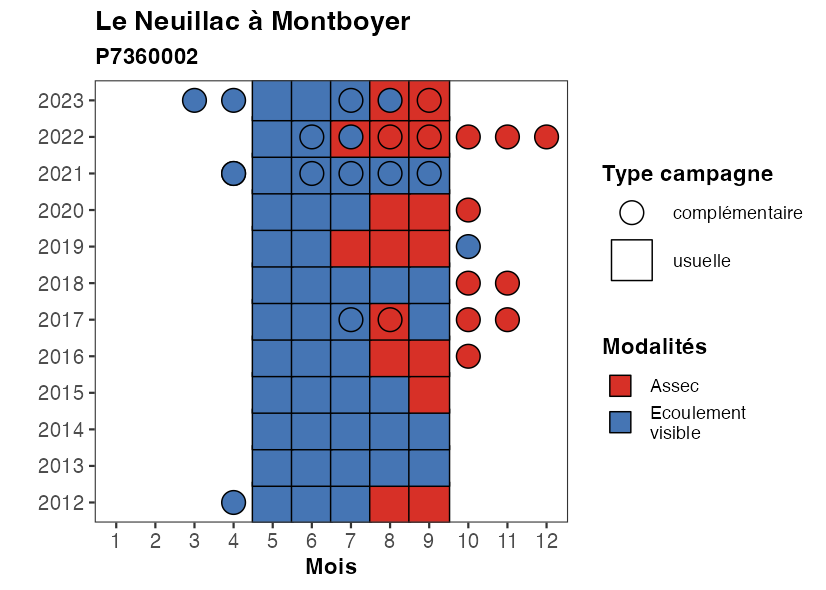 Le Neuillac à Montboyer
P7360002
2023
2022
2021
2020
2019
2018
2017
2016
2015
2014
2013
2012
1 2 3 4 5 6 7 8 9 10 11 12
Mois
Type campagne
complémentaire
usuelle
Modalités
Assec
Ecoulement
visible